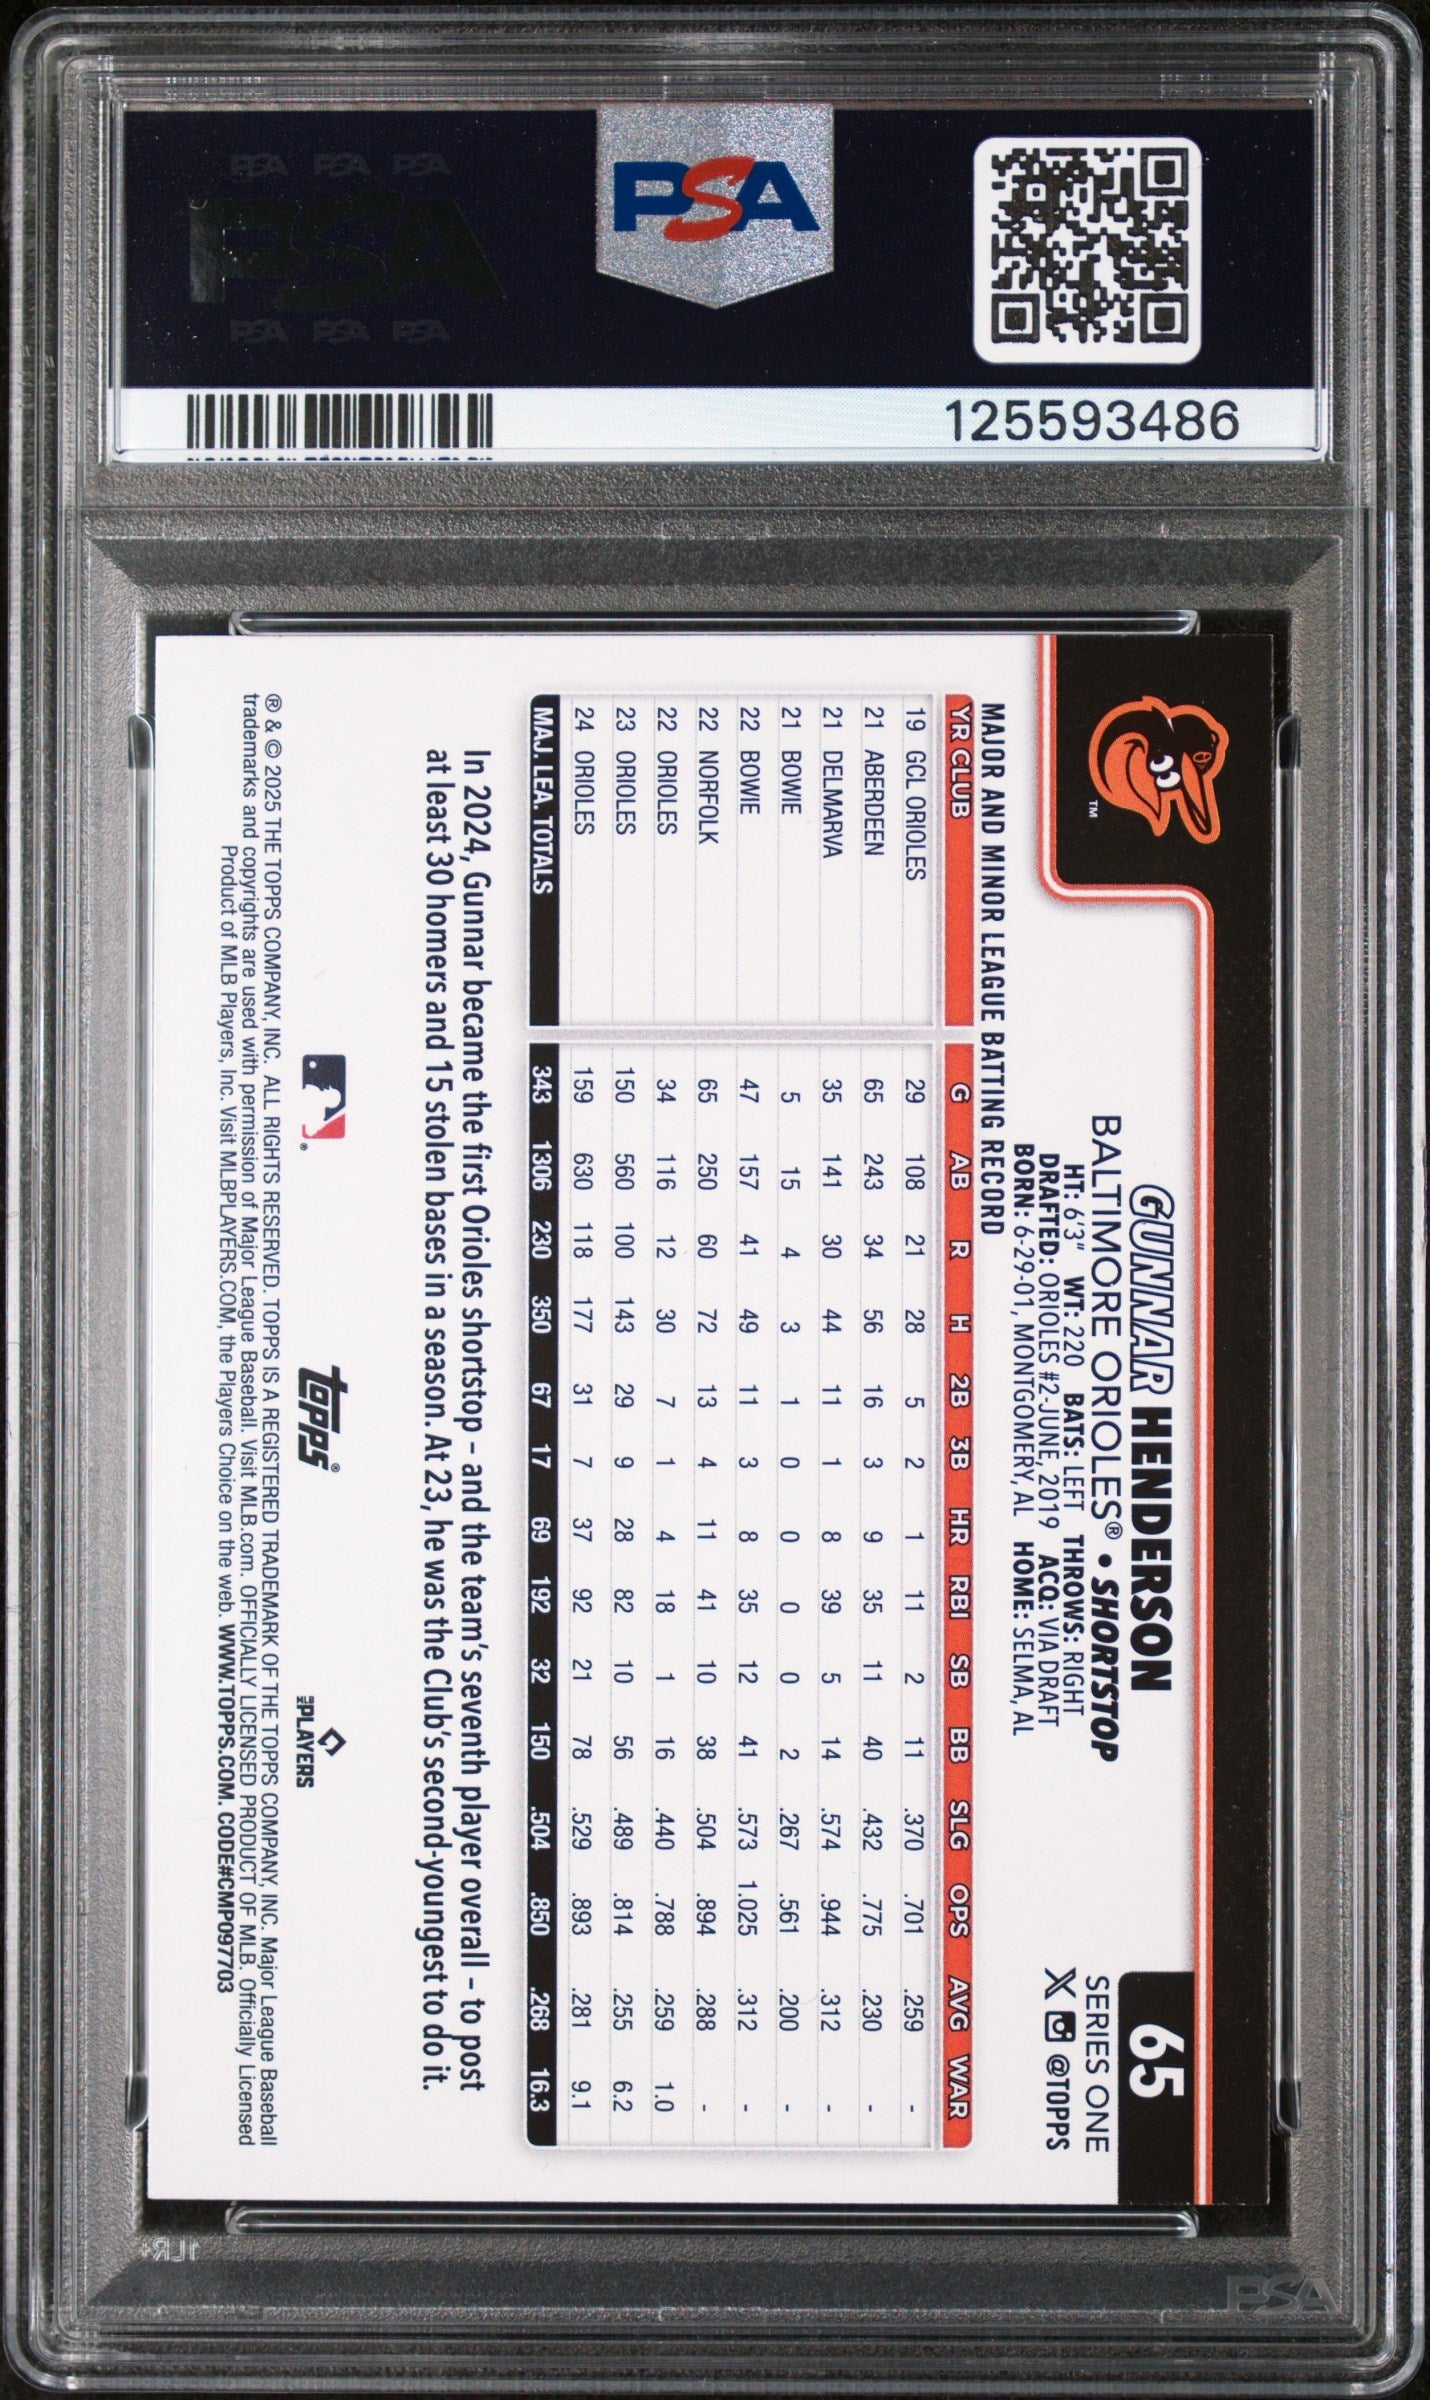 PSA PSA PSA
PSA
PSA PSA PSA
PSA
125593486
65
GUNNAR HENDERSON
BALTIMORE ORIOLES® • SHORTSTOP
SERIES ONE
HT: 6'3" WT: 220 BATS: LEFT THROWS: RIGHT
X @TOPPS
DRAFTED: ORIOLES #2-JUNE, 2019 ACQ: VIA DRAFT
BORN: 6-29-01, MONTGOMERY, AL HOME: SELMA, AL
TM
MAJOR AND MINOR LEAGUE BATTING RECORD
YR CLUB G AB R H 2B 3B HR RBI SB BB SLG OPS AVG WAR
19 GCL ORIOLES 29 108 21 28 5 2 1 11 2 11 .370 .701 .259 -
21 ABERDEEN 65 243 34 56 16 3 9 35 11 40 .432 .775 .230 -
21 DELMARVA 35 141 30 44 11 1 8 39 5 14 .574 .944 .312 -
21 BOWIE 5 15 4 3 1 0 0 0 0 2 .267 .561 .200 -
22 BOWIE 47 157 41 49 11 3 8 35 12 41 .573 1.025 .312 -
22 NORFOLK 65 250 60 72 13 4 11 41 10 38 .504 .894 .288 -
22 ORIOLES 34 116 12 30 7 1 4 18 1 16 .440 .788 .259 1.0
23 ORIOLES 150 560 100 143 29 9 28 82 10 56 .489 .814 .255 6.2
24 ORIOLES 159 630 118 177 31 7 37 92 21 78 .529 .893 .281 9.1
MAJ. LEA. TOTALS 343 1306 230 350 67 17 69 192 32 150 .504 .850 .268 16.3
In 2024, Gunnar became the first Orioles shortstop – and the team's seventh player overall – to post
at least 30 homers and 15 stolen bases in a season. At 23, he was the Club's second-youngest to do it.
® topps® THE PLAYERS
® & © 2025 THE TOPPS COMPANY, INC. ALL RIGHTS RESERVED. TOPPS IS A REGISTERED TRADEMARK OF THE TOPPS COMPANY, INC. Major League Baseball
trademarks and copyrights are used with permission of Major League Baseball. Visit MLB.com. OFFICIALLY LICENSED PRODUCT OF MLB. Officially Licensed
Product of MLB Players, Inc. Visit MLBPLAYERS.COM, the Players Choice on the web. WWW.TOPPS.COM. CODE#CMP097703
1LR+
PSA